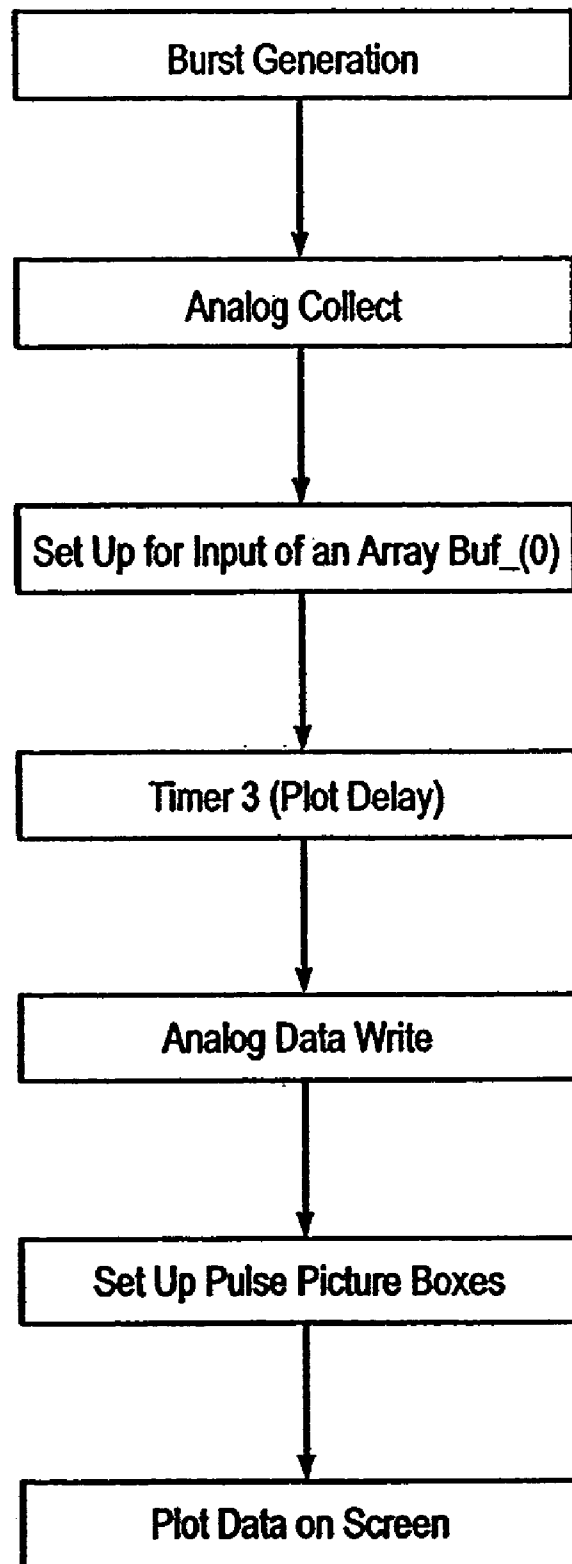 Burst Generation
Analog Collect
Set Up for Input of an Array Buf_(0)
Timer 3 (Plot Delay)
Analog Data Write
Set Up Pulse Picture Boxes
Plot Data on Screen